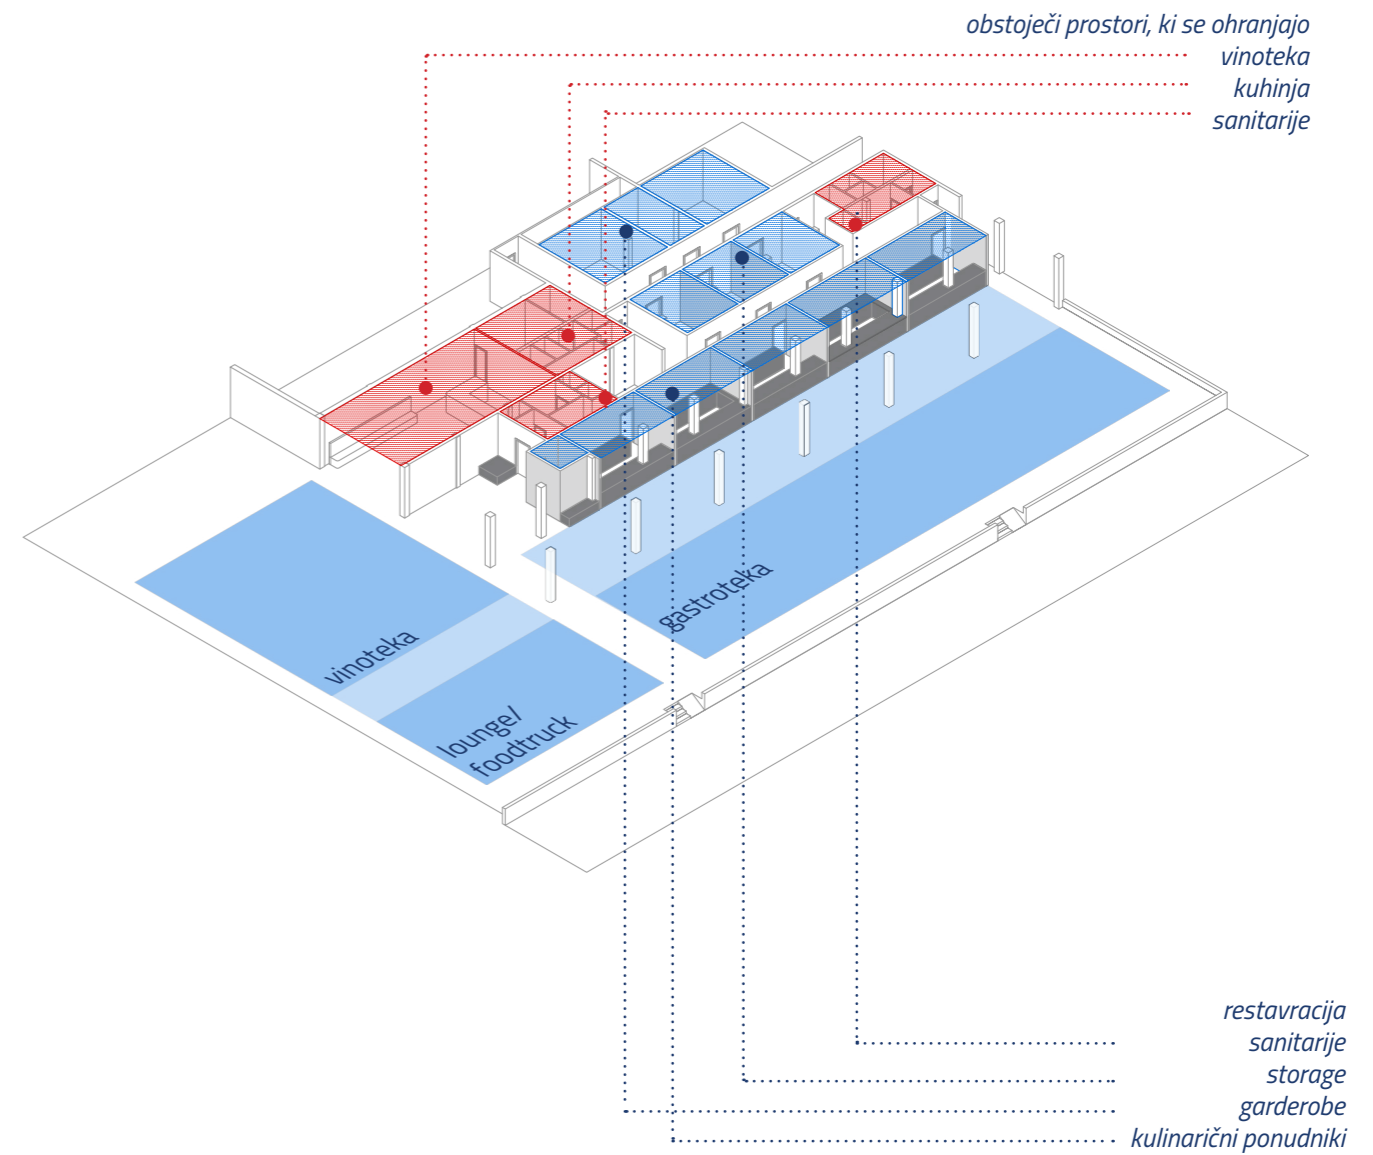 obstoječi prostori, ki se ohranjajo
vinoteka
kuhinja
sanitarije
gastroteka
vinoteka
lounge/
foodtruck
restavracija
sanitarije
storage
garderobe
kulinarični ponudniki